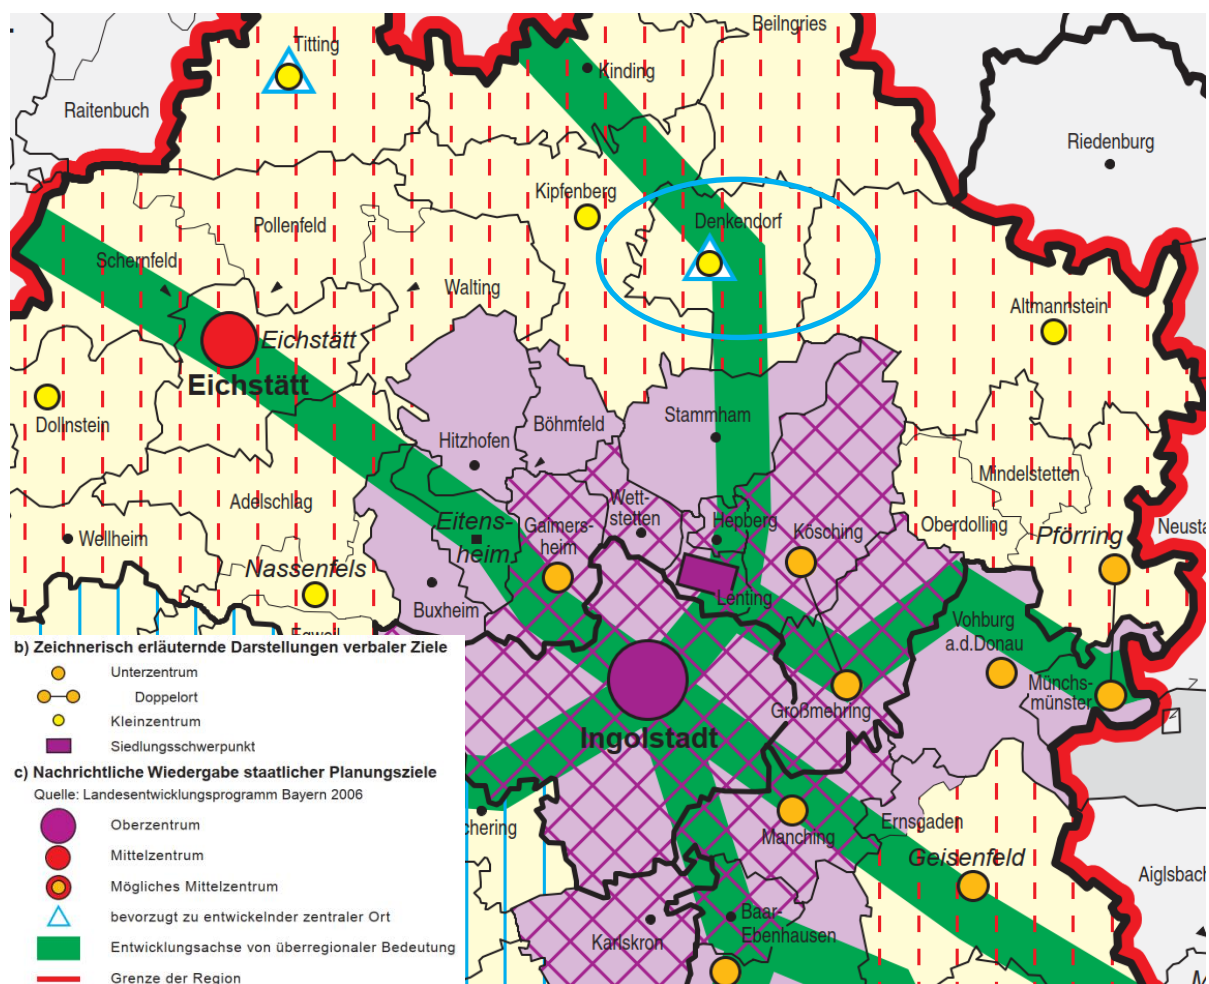 Beilngries
Titting
Kinding
Raitenbuch
Riedenburg
Kipfenberg
Denkendorf
Pollenfeld
Schernfeld
Walting
Altmannstein
Eichstätt
Eichstätt
Dollnstein
Hitzhofen
Böhmfeld
Stammham
Mindelstetten
Adelschlag
Wellheim
Eitens-
heim
Gaimers-
heim
Wett-
stetten
Hepberg
Kösching
Oberdolling
Pförring
Neusta
Nassenfels
Buxheim
Lenting
Vohburg
a.d.Donau
Egweil
Münchs-
münster
Großmehring
Ingolstadt
b) Zeichnerisch erläuternde Darstellungen verbaler Ziele
Unterzentrum
Doppelort
Kleinzentrum
Siedlungsschwerpunkt
c) Nachrichtliche Wiedergabe staatlicher Planungsziele
Quelle: Landesentwicklungsprogramm Bayern 2006
Oberzentrum
Mittelzentrum
Mögliches Mittelzentrum
bevorzugt zu entwickelnder zentraler Ort
Entwicklungsachse von überregionaler Bedeutung
Grenze der Region
chering
Manching
Ernsgaden
Geisenfeld
Aiglsbach
Karlskron
Baar-
Ebenhausen
M